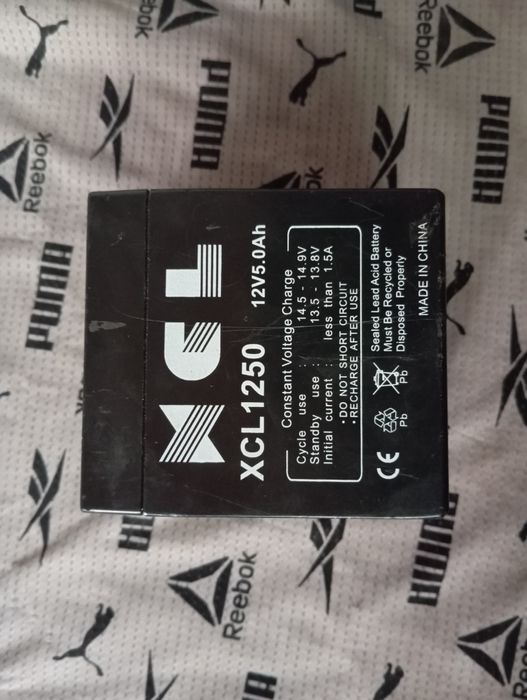 XCL
XCL1250 12V5.0Ah
Constant Voltage Charge
Cycle use : 14.5 - 14.9V
Standby use : 13.5 - 13.8V
Initial current : less than 1.5A
• DO NOT SHORT CIRCUIT
• RECHARGE AFTER USE
CE
Pb
Pb
Sealed Lead Acid Battery
Must Be Recycled or
Disposed Properly
MADE IN CHINA
Reebok
PUMA
Reebok
PUMA
PUMA
PUMA
PUMA
PUMA
Reebok
PUMA
Reebok